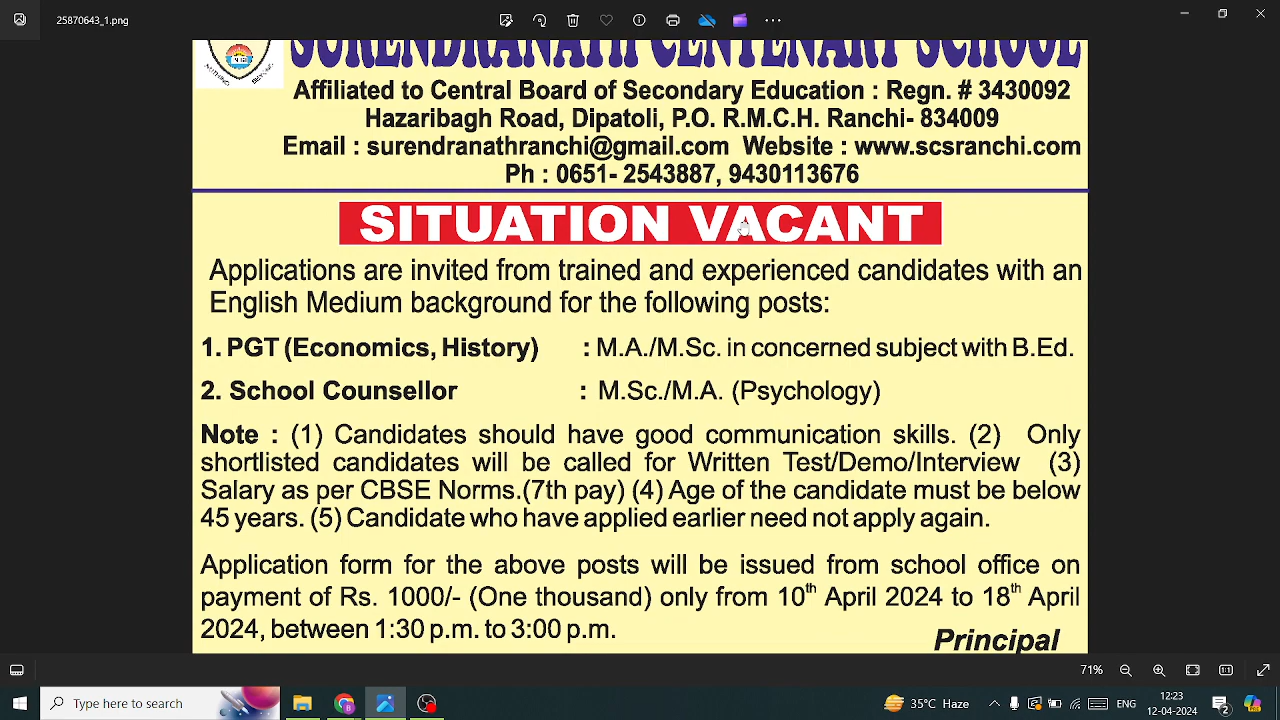 25870643_1.png
SURENDRANATH CENTENARY SCHOOL
Affiliated to Central Board of Secondary Education : Regn. # 3430092
Hazaribagh Road, Dipatoli, P.O. R.M.C.H. Ranchi- 834009
Email : surendranathranchi@gmail.com Website : www.scsranchi.com
Ph : 0651- 2543887, 9430113676
SITUATION VACANT
Applications are invited from trained and experienced candidates with an
English Medium background for the following posts:
1. PGT (Economics, History) : M.A./M.Sc. in concerned subject with B.Ed.
2. School Counsellor : M.Sc./M.A. (Psychology)
Note : (1) Candidates should have good communication skills. (2) Only
shortlisted candidates will be called for Written Test/Demo/Interview (3)
Salary as per CBSE Norms.(7th pay) (4) Age of the candidate must be below
45 years. (5) Candidate who have applied earlier need not apply again.
Application form for the above posts will be issued from school office on
payment of Rs. 1000/- (One thousand) only from 10th April 2024 to 18th April
2024, between 1:30 p.m. to 3:00 p.m.
Principal
71%
Type here to search
35°C Haze
ENG
12:23
12-04-2024
2